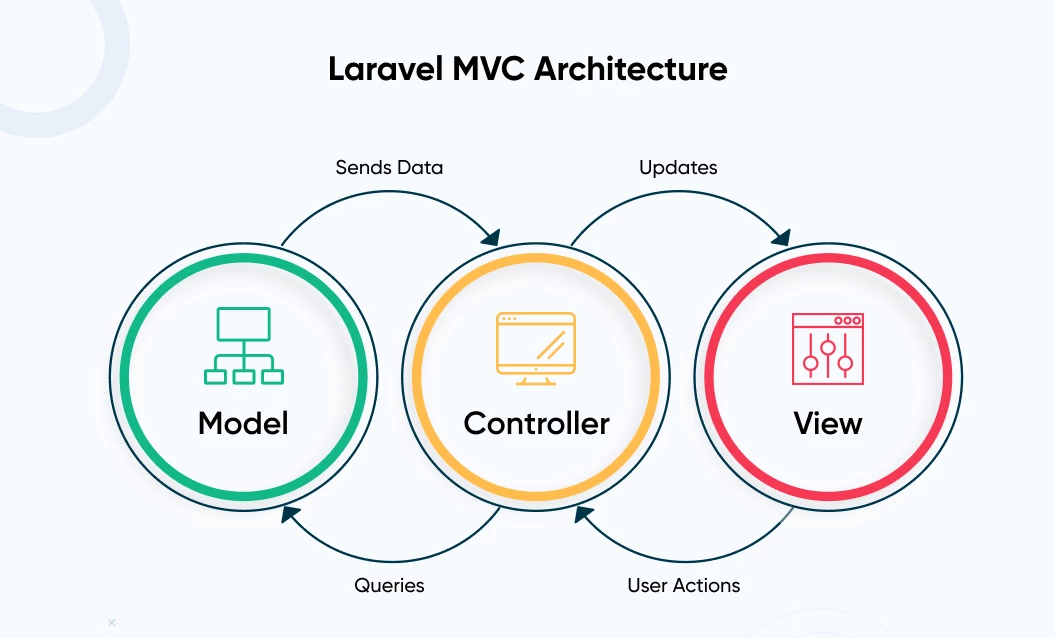 Laravel MVC Architecture
Sends Data
Updates
Model
Controller
View
Queries
User Actions